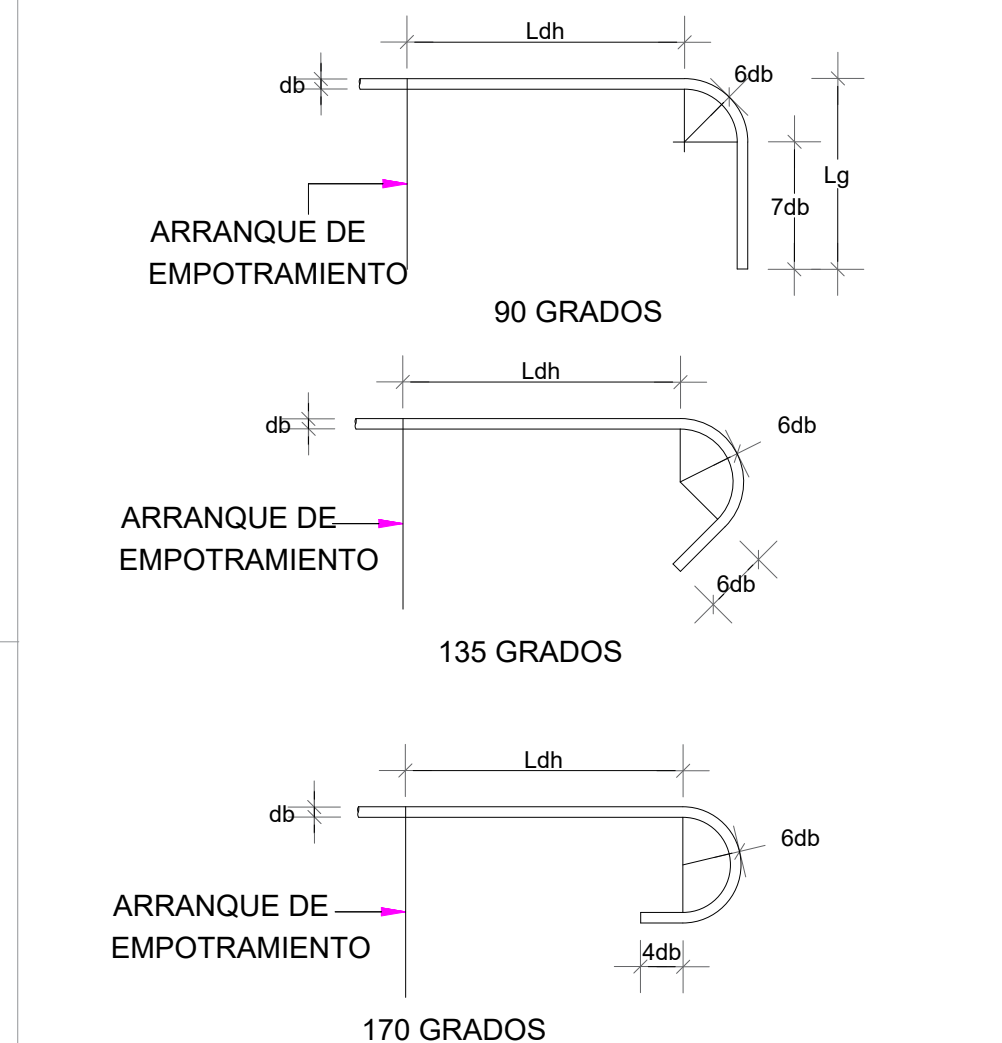 Ldh
db
6db
Lg
7db
ARRANQUE DE
EMPOTRAMIENTO
90 GRADOS
Ldh
db
6db
ARRANQUE DE
EMPOTRAMIENTO
6db
135 GRADOS
Ldh
db
6db
ARRANQUE DE
EMPOTRAMIENTO
4db
170 GRADOS